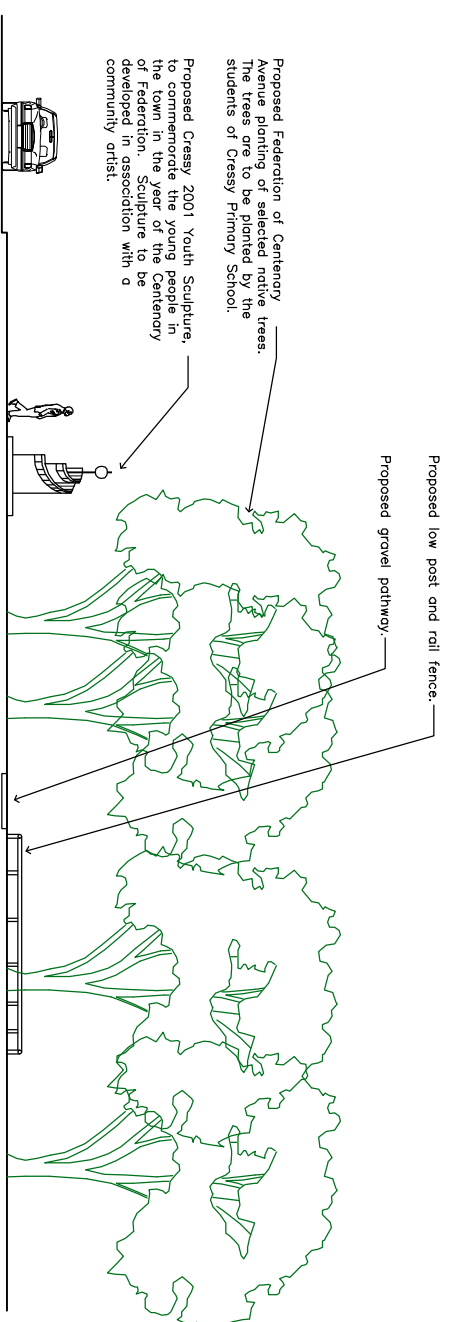 Proposed low post and rail fence.
Proposed gravel pathway.
Proposed Federation of Centenary
Avenue planting of selected native trees.
The trees are to be planted by the
students of Cressy Primary School.
Proposed Cressy 2001 Youth Sculpture,
to commemorate the young people in
the town in the year of the Centenary
of Federation. Sculpture to be
developed in association with a
community artist.